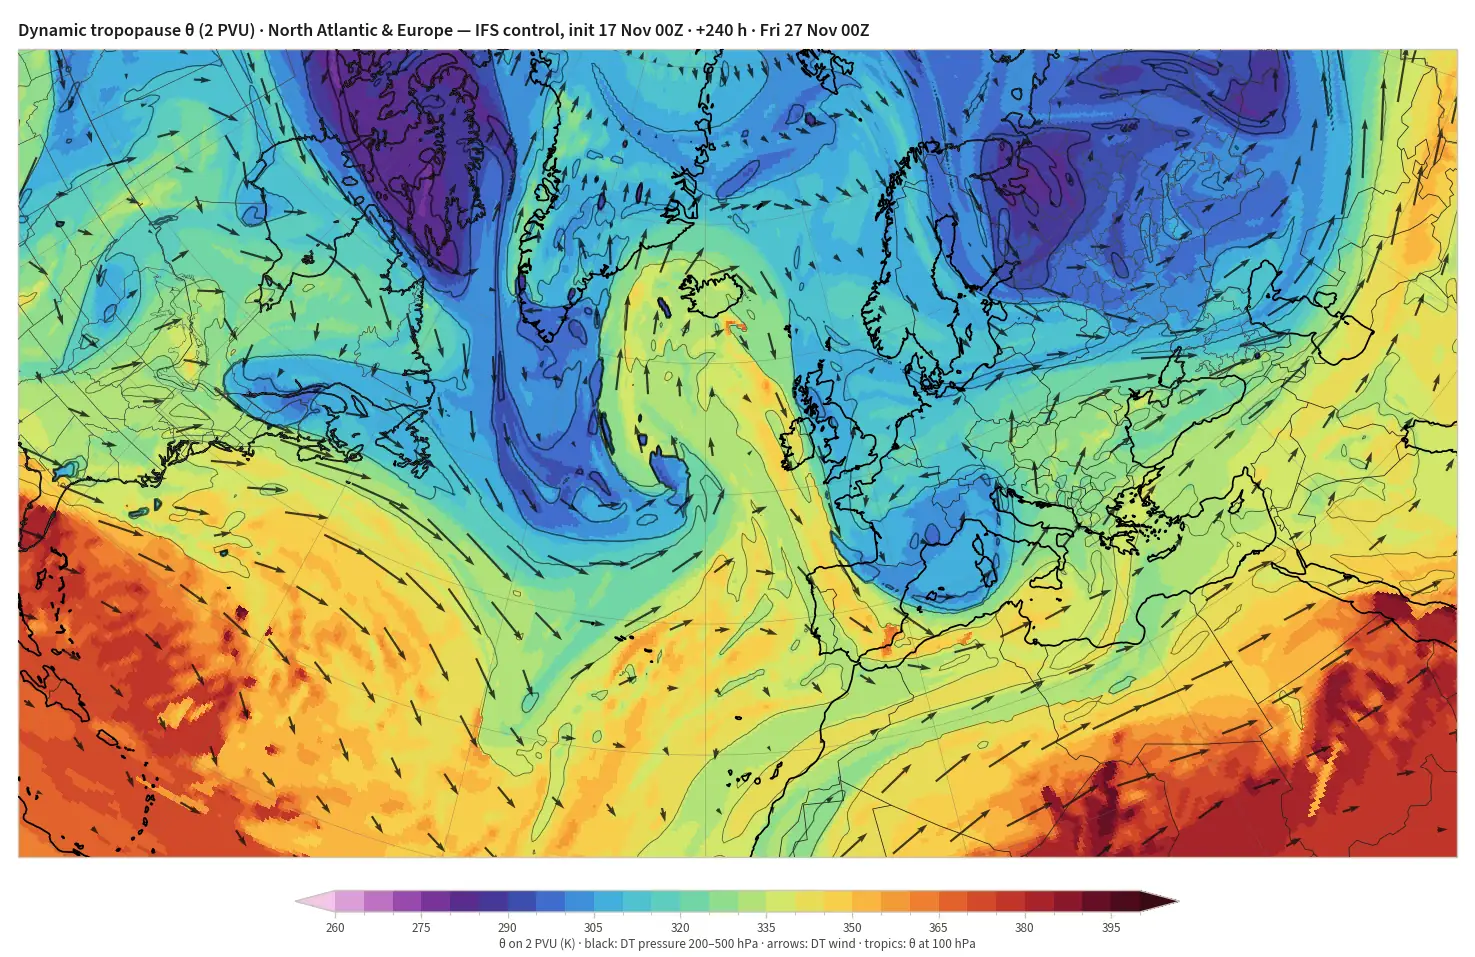 Dynamic tropopause θ (2 PVU) · North Atlantic & Europe — IFS control, init 17 Nov 00Z · +240 h · Fri 27 Nov 00Z
260 275 290 305 320 335 350 365 380 395
θ on 2 PVU (K) · black: DT pressure 200–500 hPa · arrows: DT wind · tropics: θ at 100 hPa